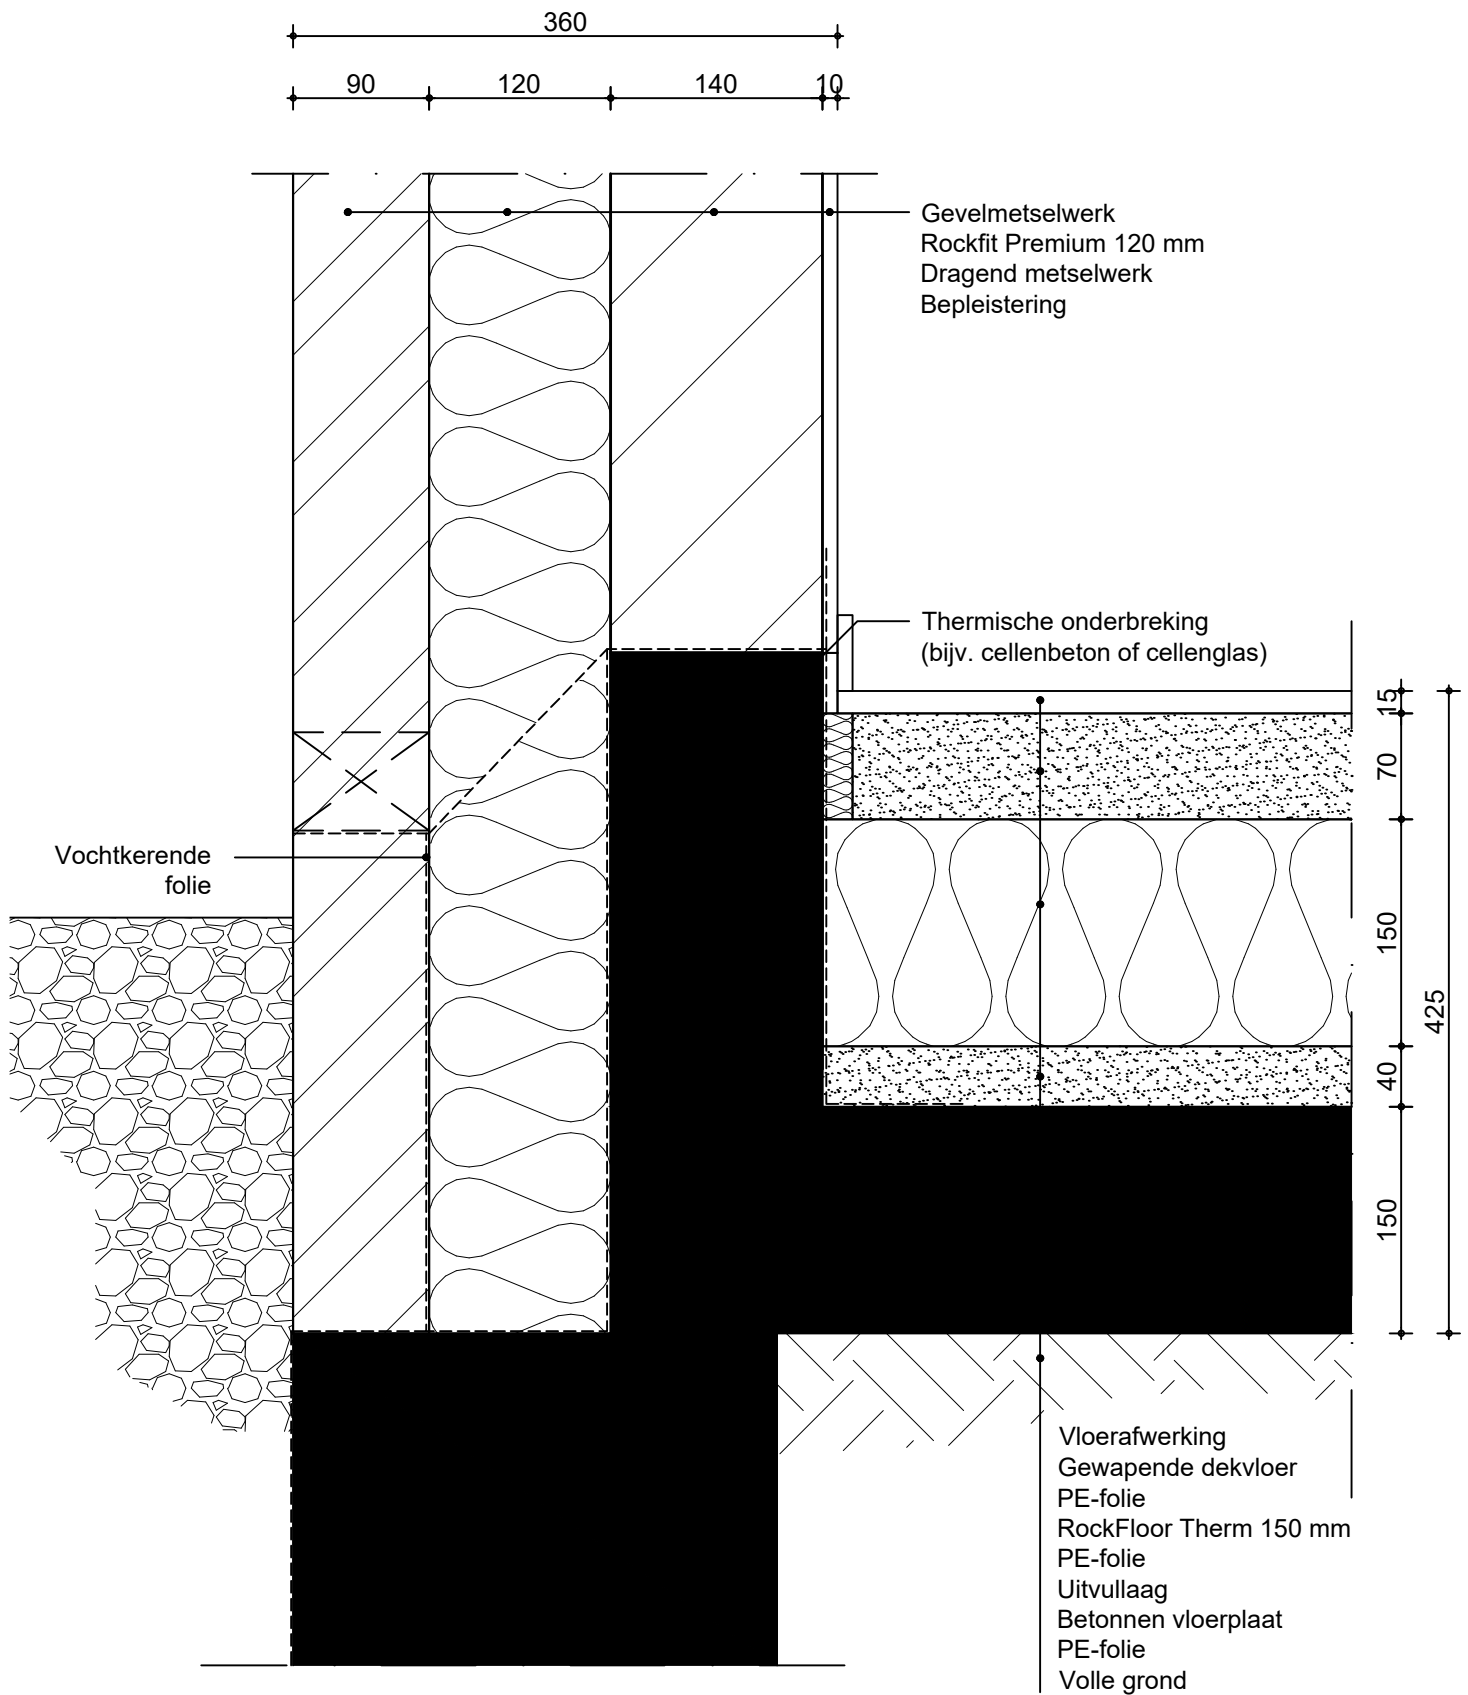 360
90
120
140
10
Gevelmetselwerk
Rockfit Premium 120 mm
Dragend metselwerk
Bepleistering
Thermische onderbreking
(bijv. cellenbeton of cellenglas)
15
70
150
40
150
425
Vochtkerende
folie
Vloerafwerking
Gewapende dekvloer
PE-folie
RockFloor Therm 150 mm
PE-folie
Uitvullaag
Betonnen vloerplaat
PE-folie
Volle grond